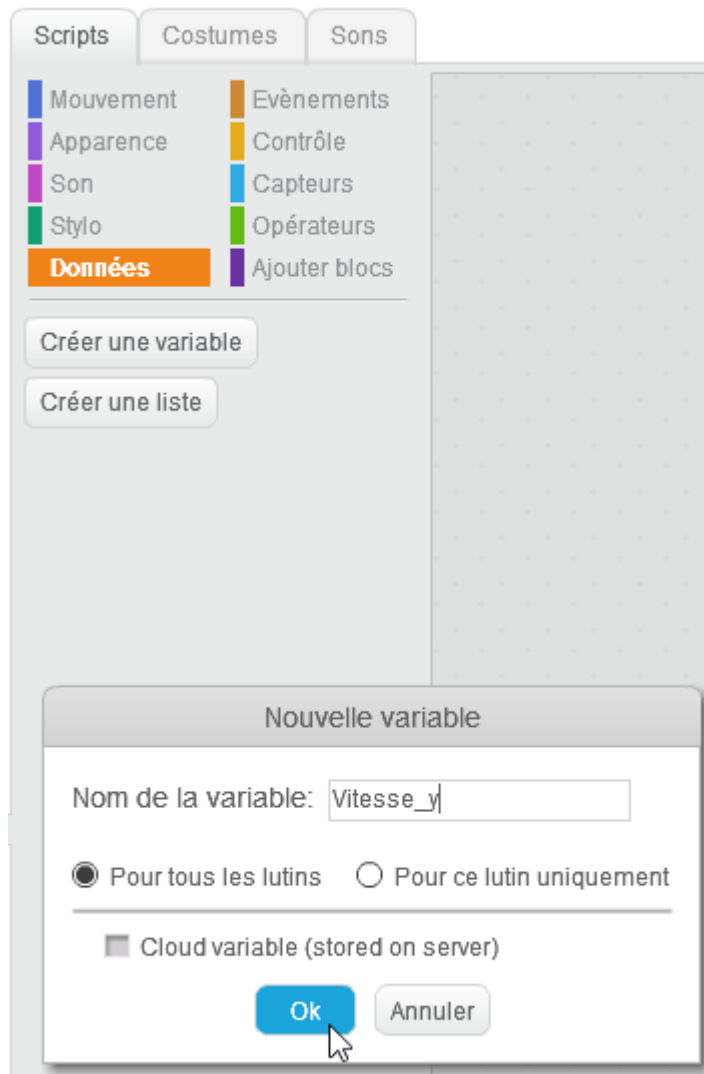 Scripts Costumes Sons
Mouvement Evènements
Apparence Contrôle
Son Capteurs
Stylo Opérateurs
Données Ajouter blocs
Créer une variable
Créer une liste
Nouvelle variable
Nom de la variable: Vitesse_y
Pour tous les lutins Pour ce lutin uniquement
Cloud variable (stored on server)
Ok Annuler